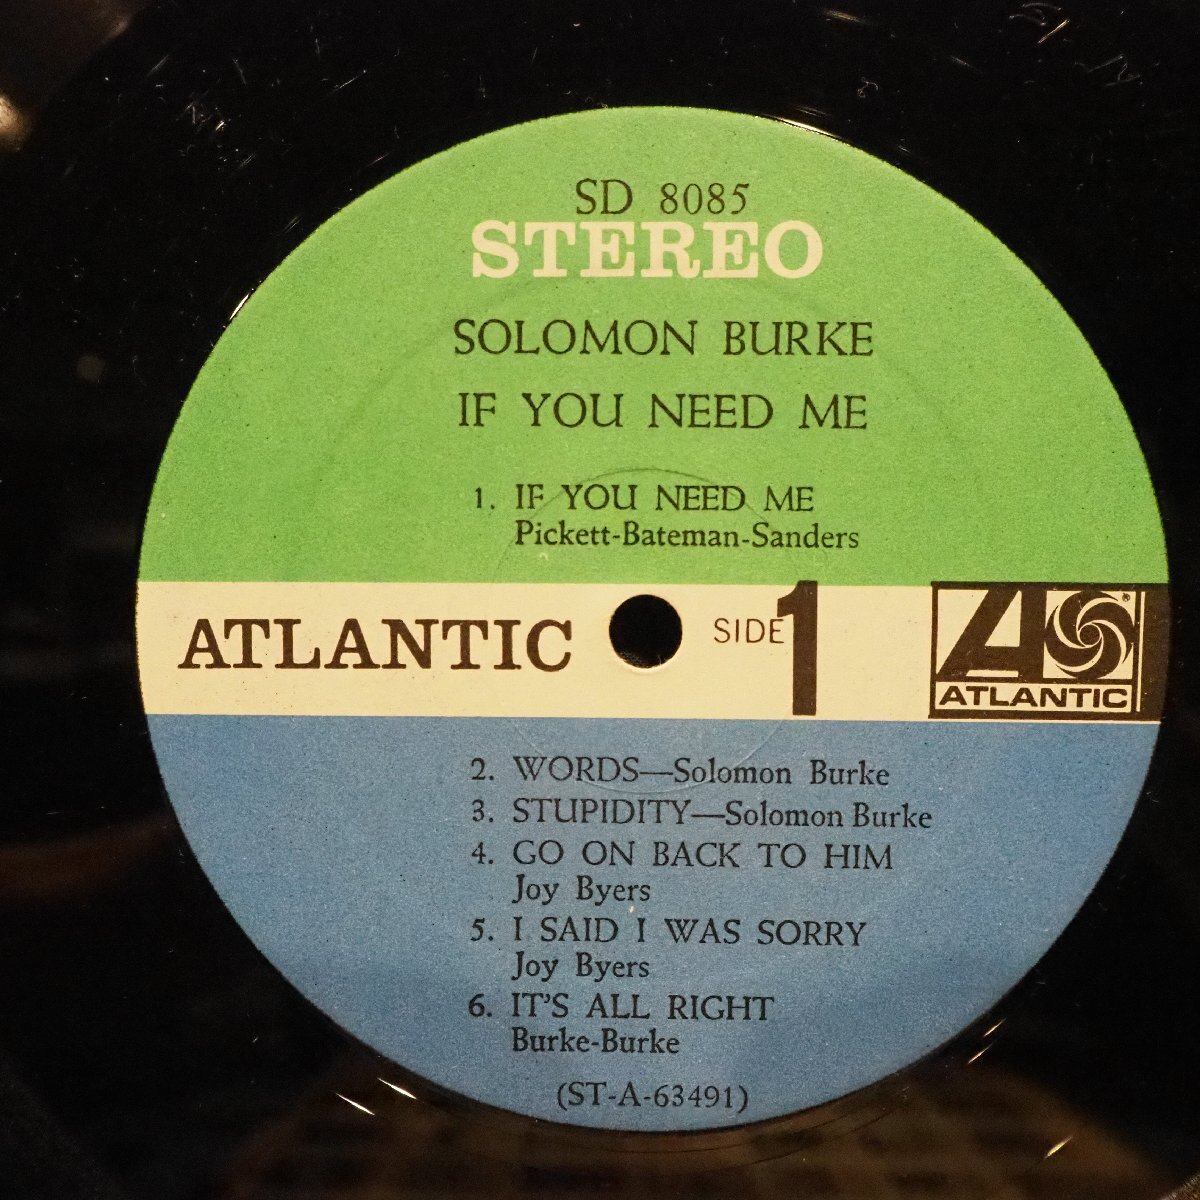 SD 8085
STEREO
SOLOMON BURKE
IF YOU NEED ME
1. IF YOU NEED ME
Pickett-Bateman-Sanders
ATLANTIC
SIDE 1
A
ATLANTIC
®
2. WORDS—Solomon Burke
3. STUPIDITY—Solomon Burke
4. GO ON BACK TO HIM
Joy Byers
5. I SAID I WAS SORRY
Joy Byers
6. IT'S ALL RIGHT
Burke-Burke
(ST-A-63491)